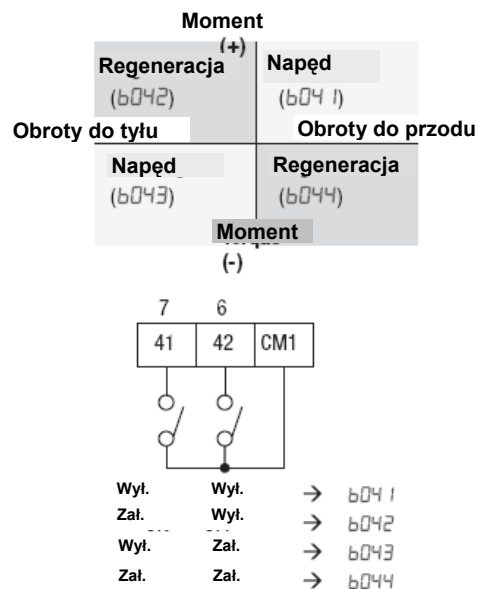 Moment
(+)
Regeneracja Napęd
(b042) (b041)
Obroty do tyłu Obroty do przodu
Napęd Regeneracja
(b043) (b044)
Moment
(-)
7 6
41 42 CM1
Wył. Wył. → b041
Zał. Wył. → b042
Wył. Zał. → b043
Zał. Zał. → b044